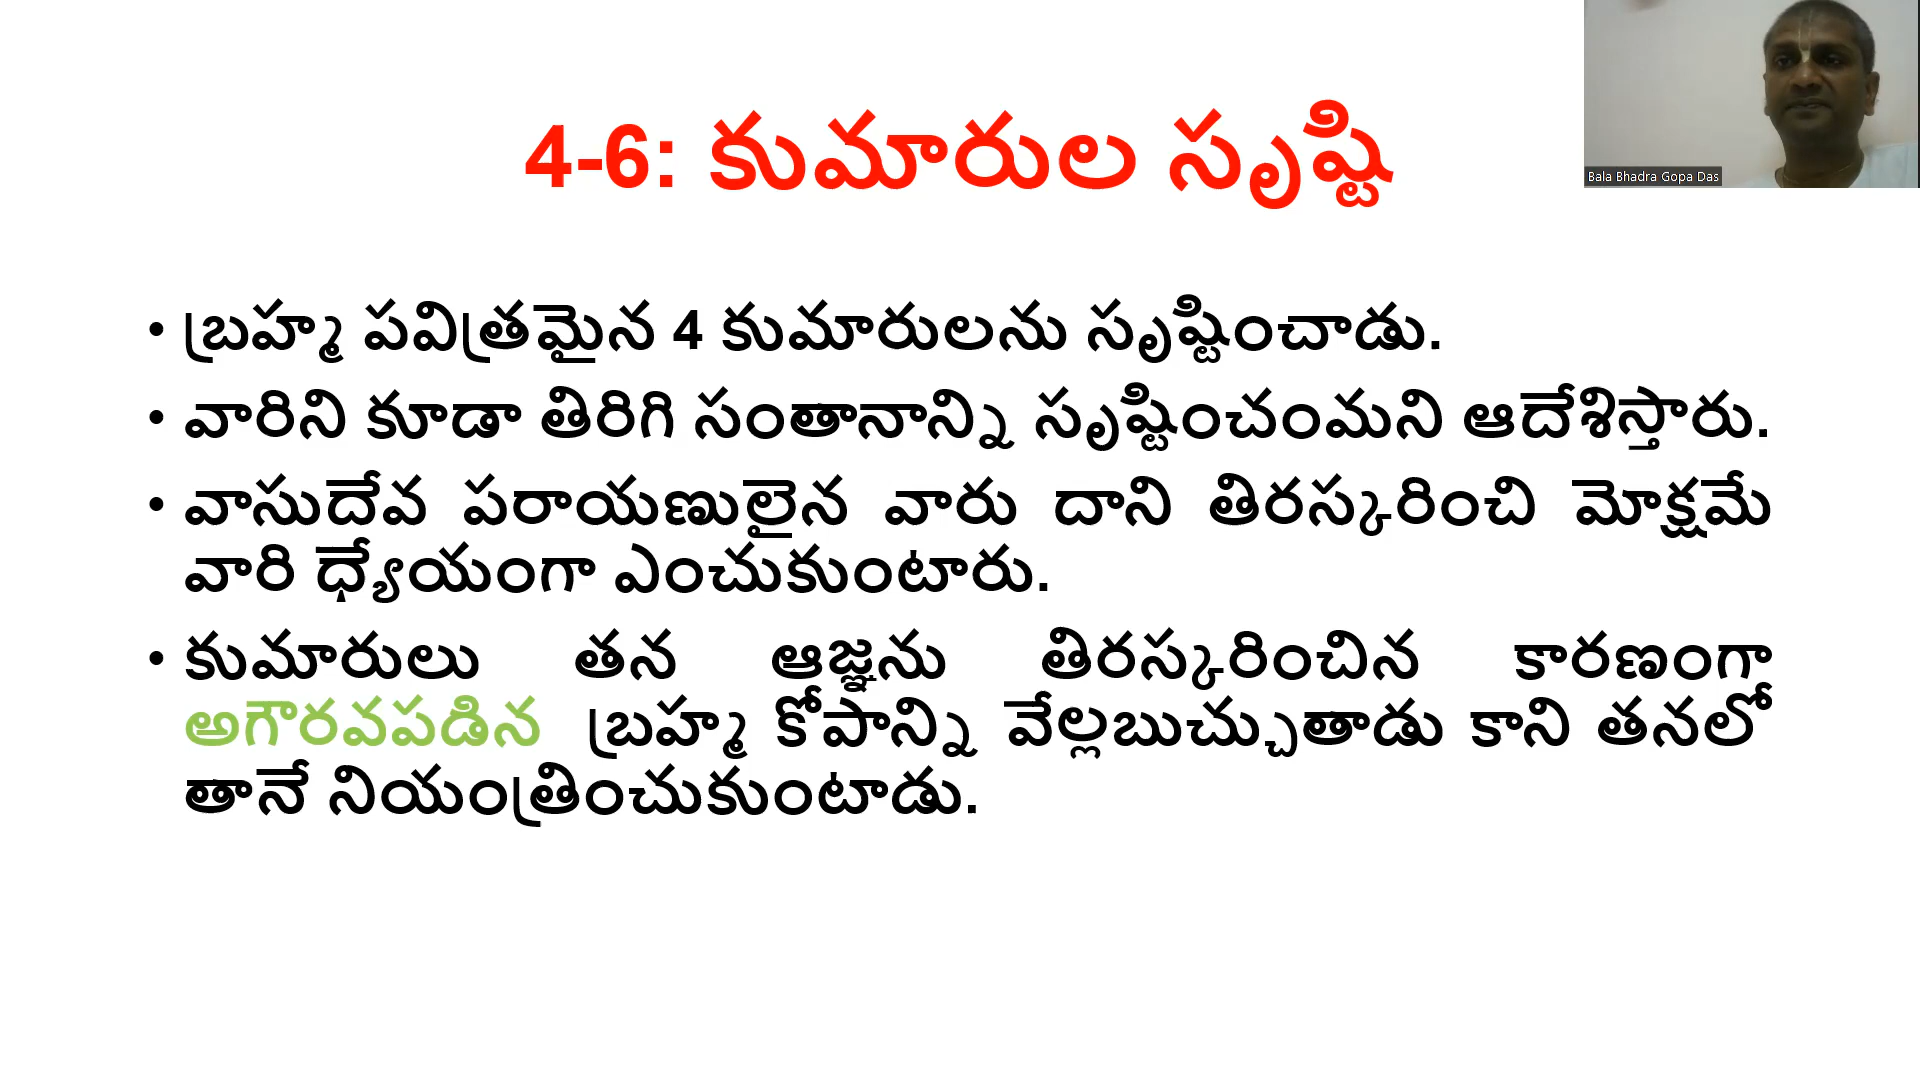 4-6: కుమారుల సృష్టి
Bala Bhadra Gopa Das
• బ్రహ్మ పవిత్రమైన 4 కుమారులను సృష్టించాడు.
• వారిని కూడా తిరిగి సంతానాన్ని సృష్టించంమని ఆదేశిస్తారు.
• వాసుదేవ పరాయణులైన వారు దాని తిరస్కరించి మోక్షమే
వారి ధ్యేయంగా ఎంచుకుంటారు.
• కుమారులు తన ఆజ్ఞను తిరస్కరించిన కారణంగా
అగౌరవపడిన బ్రహ్మ కోపాన్ని వేల్లబుచ్చుతాడు కాని తనలో
తానే నియంత్రించుకుంటాడు.